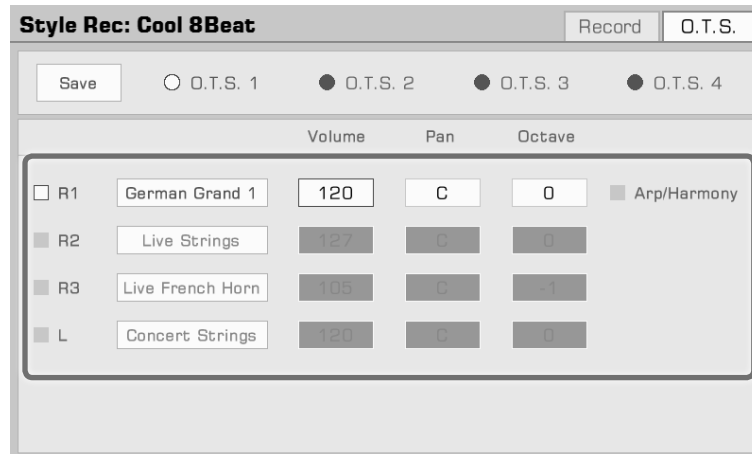 Style Rec: Cool 8Beat Record O.T.S.
Save O.T.S. 1 O.T.S. 2 O.T.S. 3 O.T.S. 4
Volume Pan Octave
R1 German Grand 1 120 C 0 Arp/Harmony
R2 Live Strings 127 C 0
R3 Live French Horn 105 C -1
L Concert Strings 120 C 0